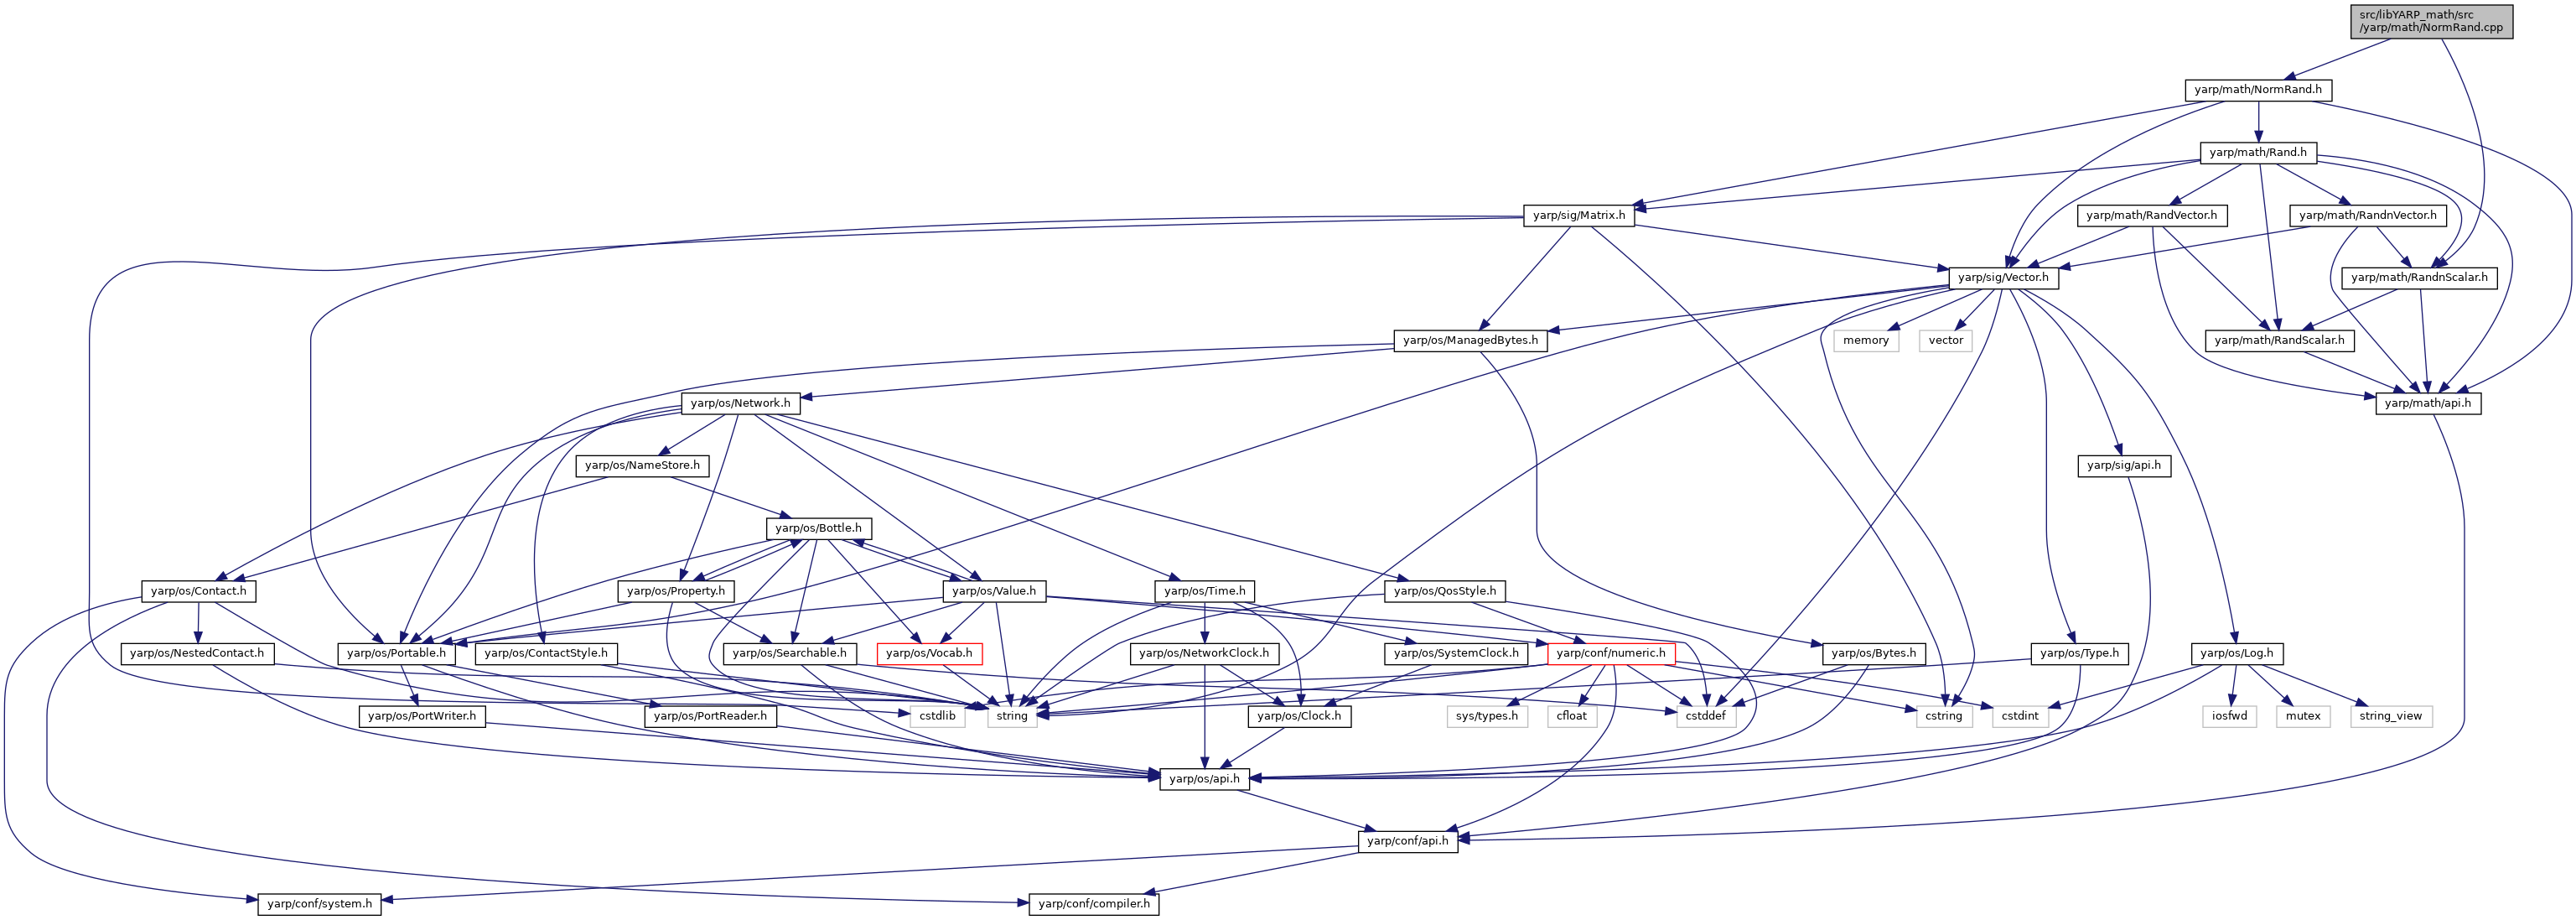 src/libYARP_math/src
/yarp/math/NormRand.cpp
yarp/math/NormRand.h
yarp/math/Rand.h
yarp/sig/Matrix.h
yarp/math/RandVector.h
yarp/math/RandnVector.h
yarp/sig/Vector.h
yarp/math/RandnScalar.h
yarp/os/ManagedBytes.h
memory
vector
yarp/math/RandScalar.h
yarp/os/Network.h
yarp/math/api.h
yarp/os/NameStore.h
yarp/sig/api.h
yarp/os/Bottle.h
yarp/os/Contact.h
yarp/os/Property.h
yarp/os/Value.h
yarp/os/Time.h
yarp/os/QosStyle.h
yarp/os/NestedContact.h
yarp/os/Portable.h
yarp/os/ContactStyle.h
yarp/os/Searchable.h
yarp/os/Vocab.h
yarp/os/NetworkClock.h
yarp/os/SystemClock.h
yarp/conf/numeric.h
yarp/os/Bytes.h
yarp/os/Type.h
yarp/os/Log.h
yarp/os/PortWriter.h
yarp/os/PortReader.h
cstdlib
string
yarp/os/Clock.h
sys/types.h
cfloat
cstddef
cstring
cstdint
iosfwd
mutex
string_view
yarp/os/api.h
yarp/conf/api.h
yarp/conf/system.h
yarp/conf/compiler.h